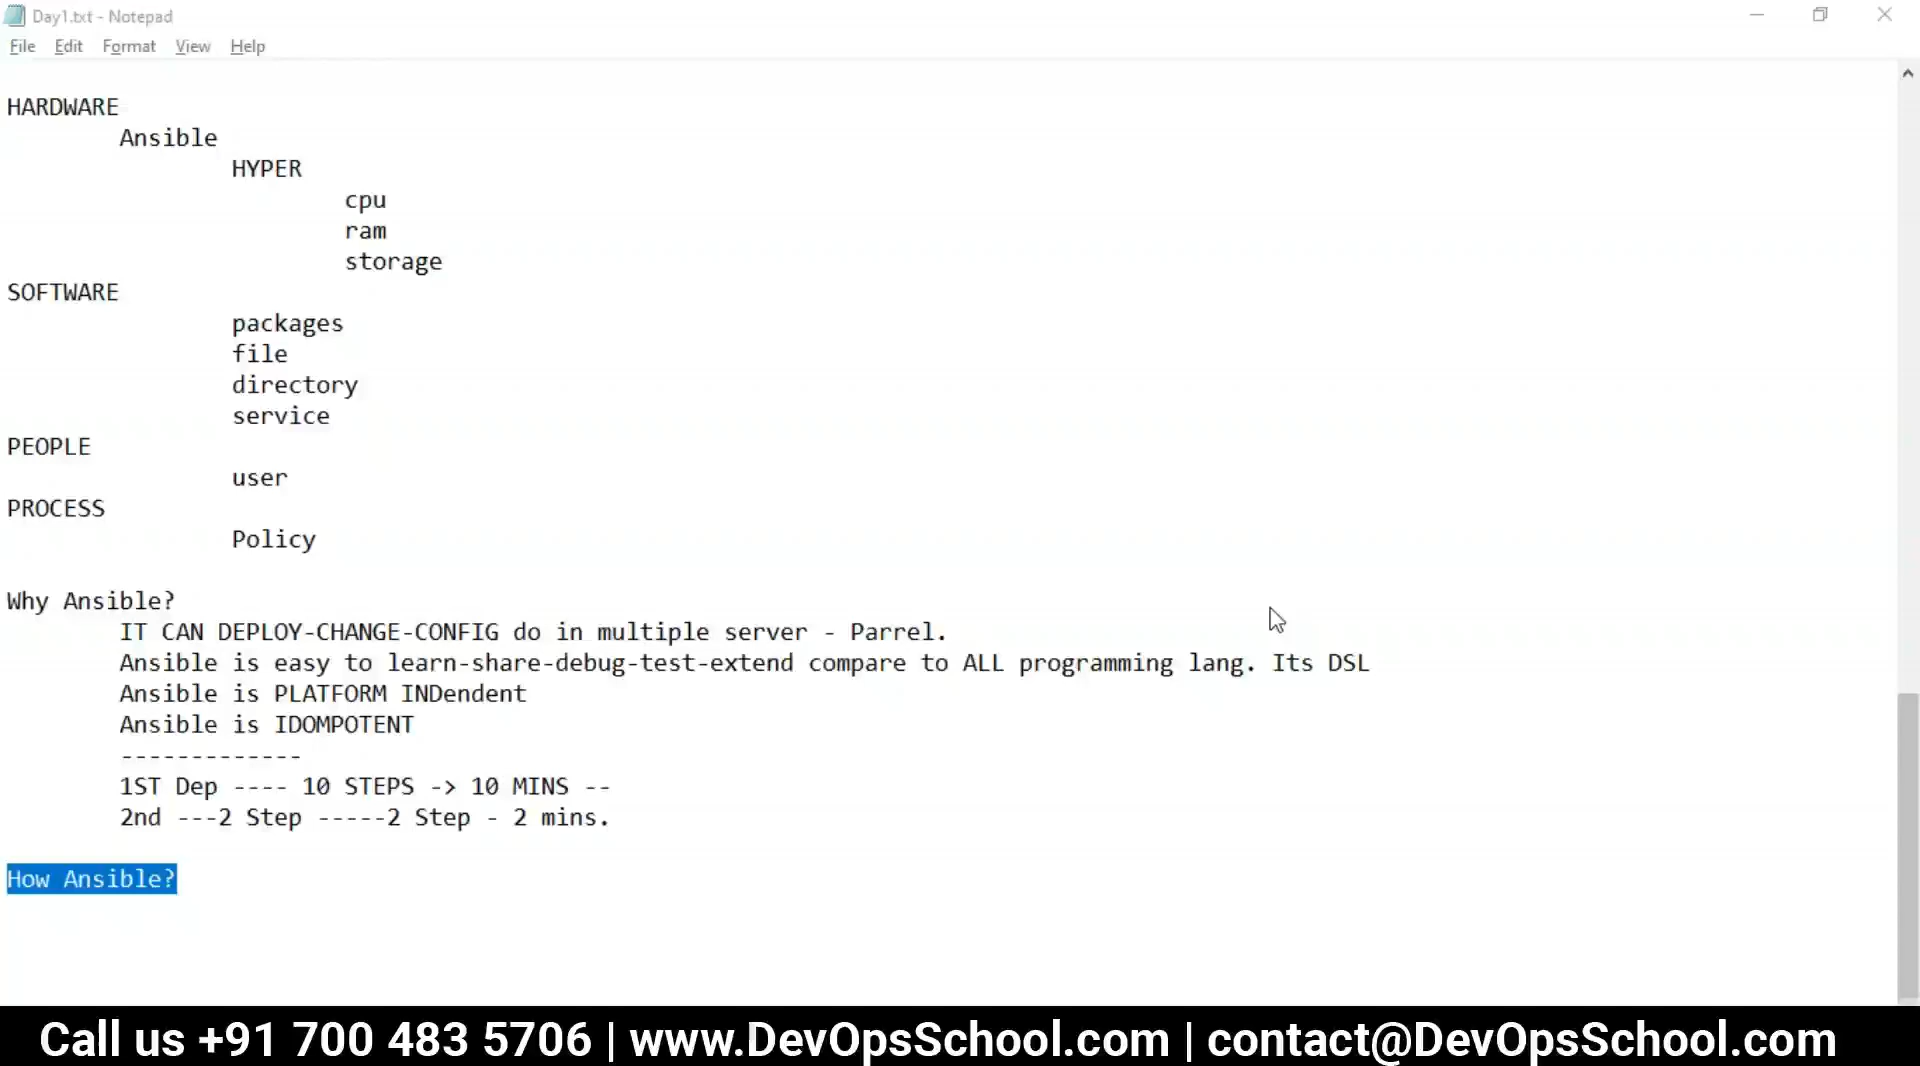 Day1.txt - Notepad
File Edit Format View Help
HARDWARE
Ansible
HYPER
cpu
ram
storage
SOFTWARE
packages
file
directory
service
PEOPLE
user
PROCESS
Policy
Why Ansible?
IT CAN DEPLOY-CHANGE-CONFIG do in multiple server - Parrel.
Ansible is easy to learn-share-debug-test-extend compare to ALL programming lang. Its DSL
Ansible is PLATFORM INDendent
Ansible is IDOMPOTENT
-------------
1ST Dep ---- 10 STEPS -> 10 MINS --
2nd ---2 Step -----2 Step - 2 mins.
How Ansible?
Call us +91 700 483 5706 | www.DevOpsSchool.com | contact@DevOpsSchool.com